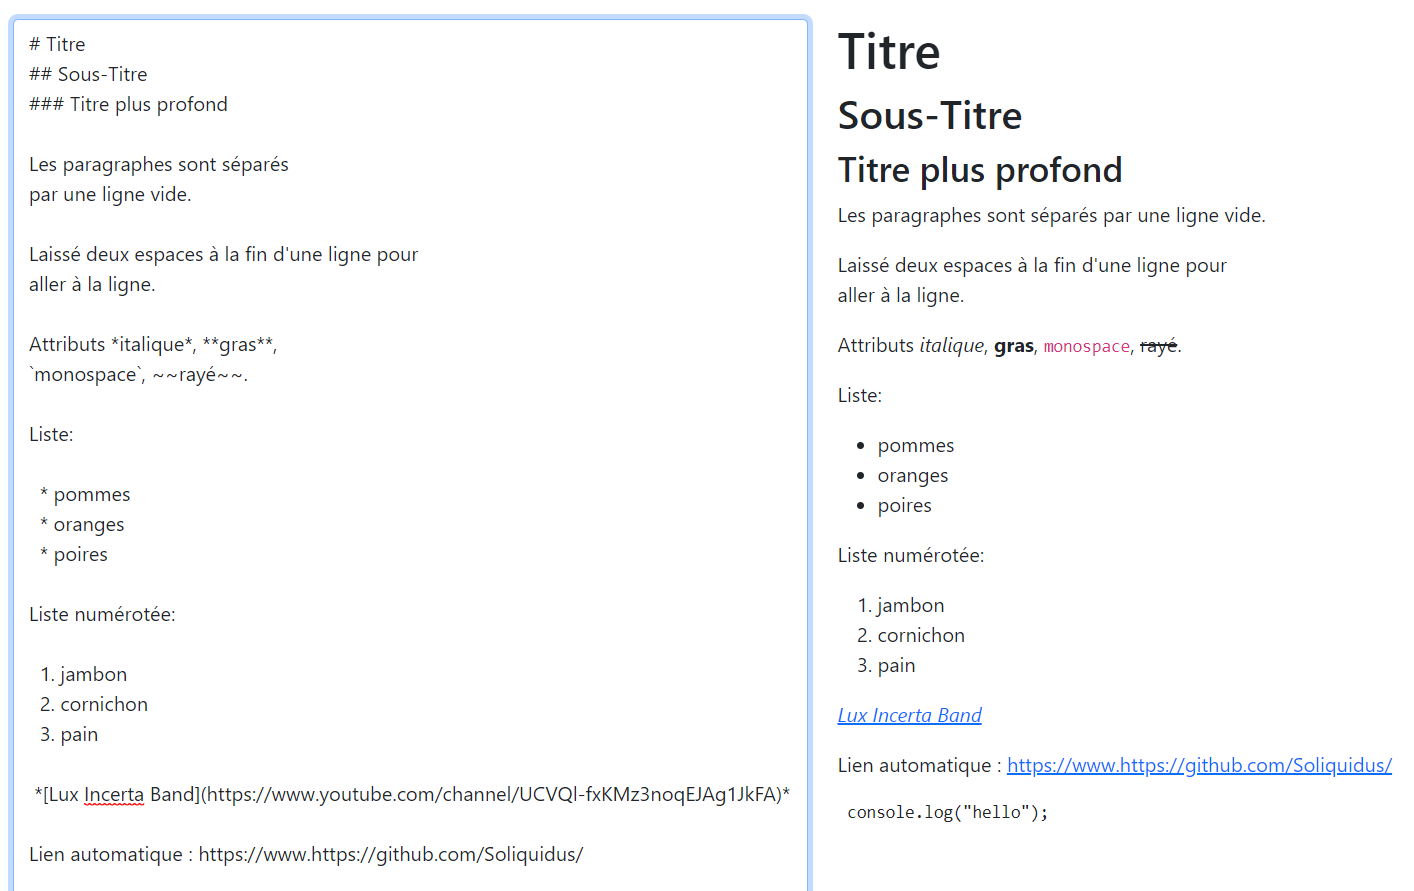 # Titre
## Sous-Titre
### Titre plus profond
Les paragraphes sont séparés
par une ligne vide.
Laissé deux espaces à la fin d'une ligne pour
aller à la ligne.
Attributs *italique*, **gras**,
`monospace`, ~~rayé~~.
Liste:
* pommes
* oranges
* poires
Liste numérotée:
1. jambon
2. cornichon
3. pain
*[Lux Incerta Band](https://www.youtube.com/channel/UCVQl-fxKMz3noqEJAg1JkFA)*
Lien automatique : https://www.https://github.com/Soliquidus/
Titre
Sous-Titre
Titre plus profond
Les paragraphes sont séparés par une ligne vide.
Laissé deux espaces à la fin d'une ligne pour
aller à la ligne.
Attributs italique, gras, monospace, rayé.
Liste:
• pommes
• oranges
• poires
Liste numérotée:
1. jambon
2. cornichon
3. pain
Lux Incerta Band
Lien automatique : https://www.https://github.com/Soliquidus/
console.log("hello");